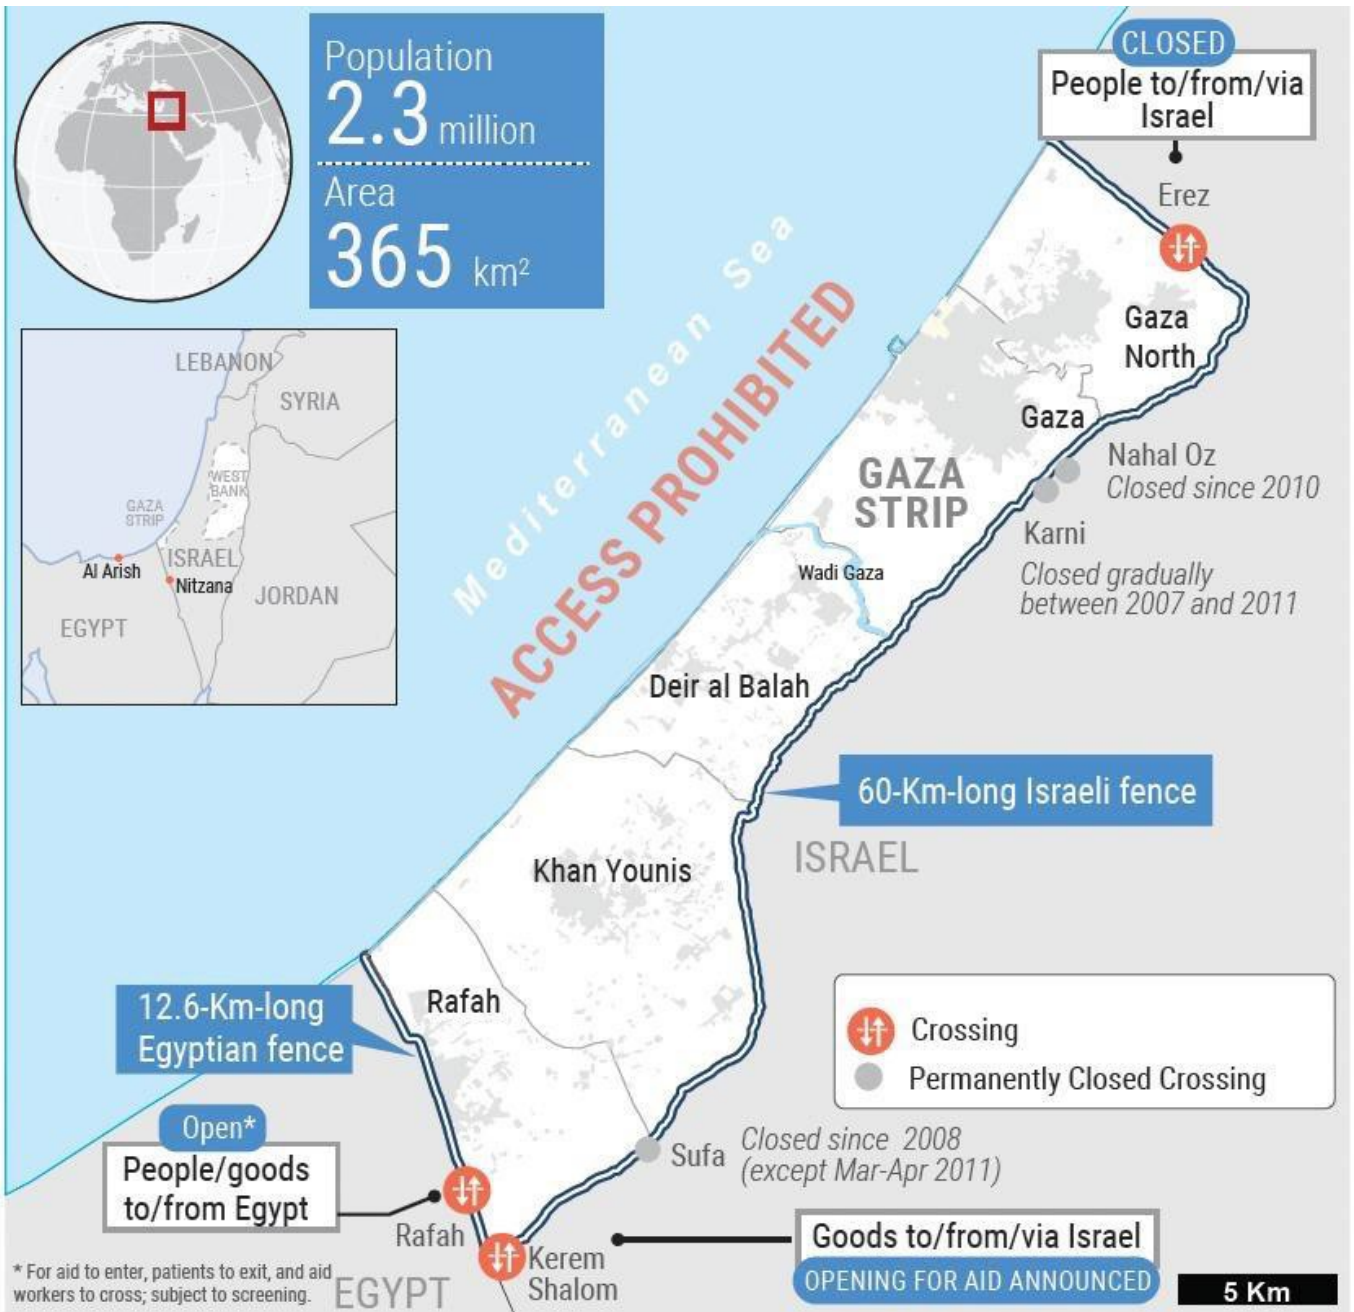 Population
2.3 million
Area
365 km²
CLOSED
People to/from/via
Israel
Erez
Mediterranean Sea
ACCESS PROHIBITED
Gaza
North
Gaza
GAZA
STRIP
Nahal Oz
Closed since 2010
Karni
Closed gradually
between 2007 and 2011
LEBANON
SYRIA
WEST
BANK
GAZA
STRIP
ISRAEL
Al Arish
Nitzana
JORDAN
EGYPT
Wadi Gaza
Deir al Balah
60-Km-long Israeli fence
ISRAEL
Khan Younis
Rafah
12.6-Km-long
Egyptian fence
Crossing
Permanently Closed Crossing
Open*
People/goods
to/from Egypt
Sufa
Closed since 2008
(except Mar-Apr 2011)
Rafah
Kerem
Shalom
Goods to/from/via Israel
OPENING FOR AID ANNOUNCED
* For aid to enter, patients to exit, and aid
workers to cross; subject to screening.
EGYPT
5 Km